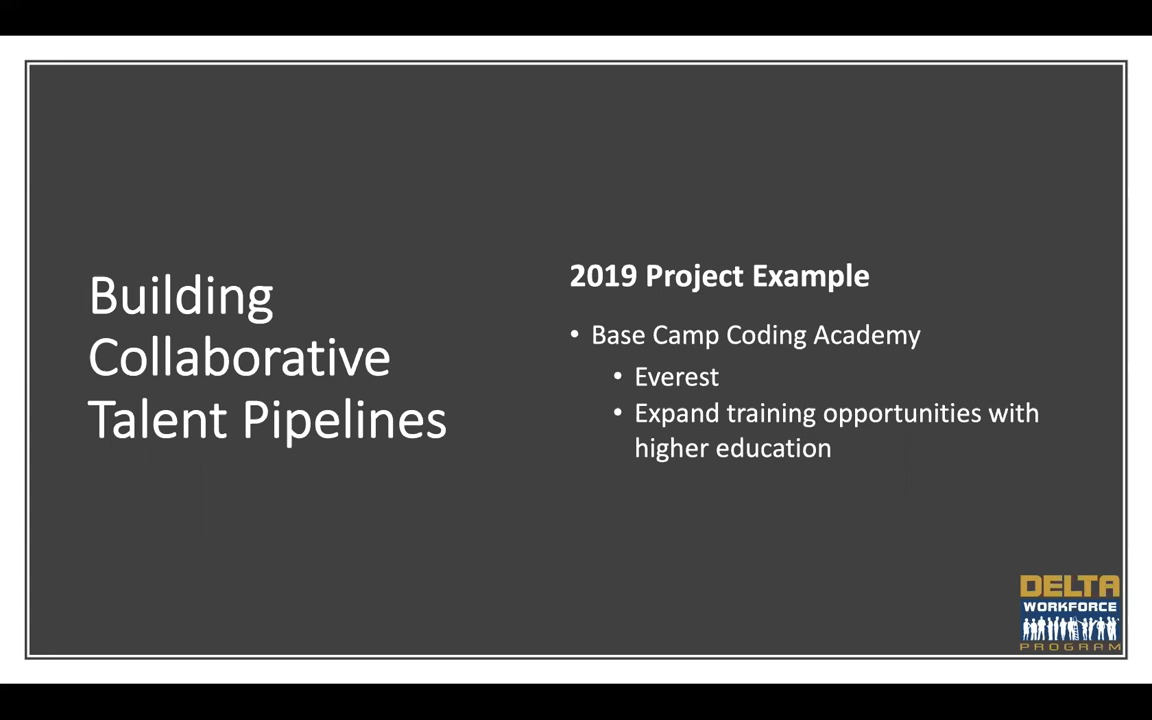 Building
Collaborative
Talent Pipelines
2019 Project Example
• Base Camp Coding Academy
• Everest
• Expand training opportunities with
higher education
DELTA
WORKFORCE
PROGRAM